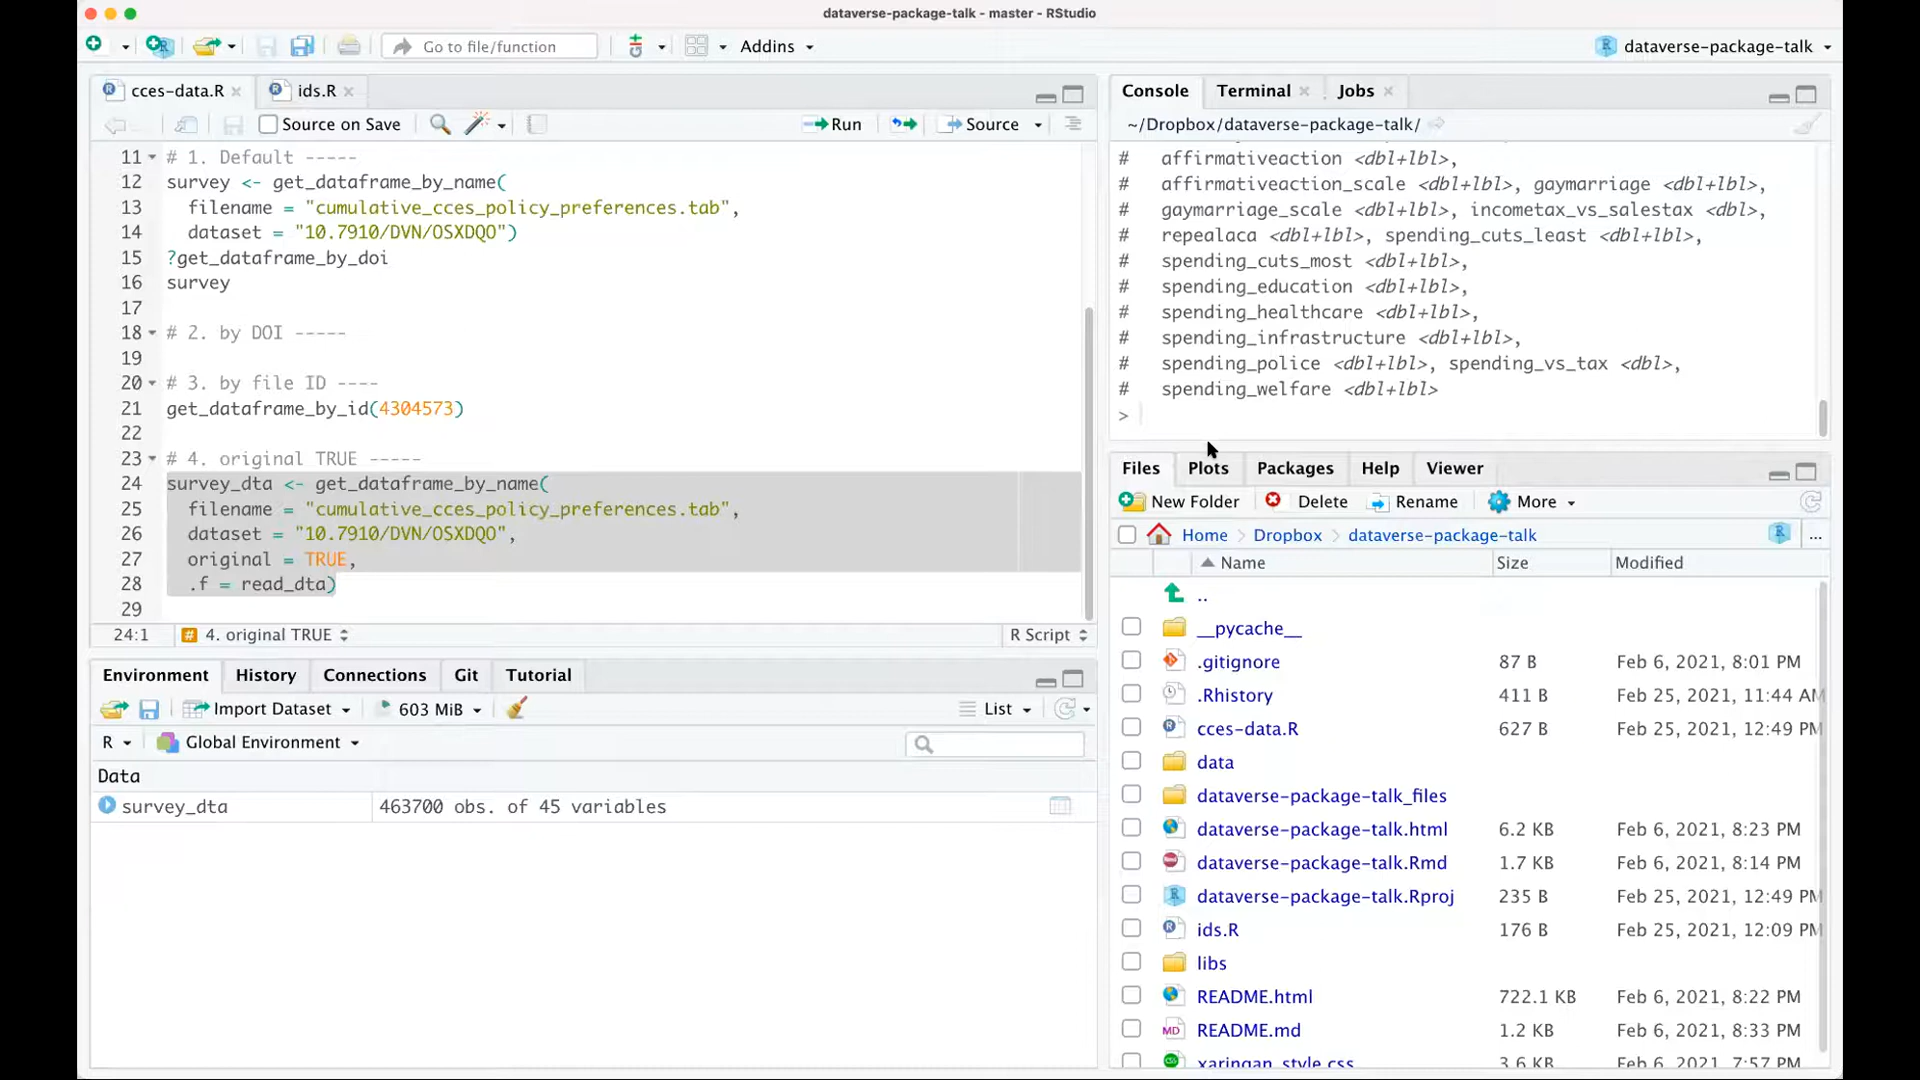 dataverse-package-talk - master - RStudio
Go to file/function
Addins
dataverse-package-talk
cces-data.R
ids.R
Source on Save
Run
Source
11 # 1. Default -----
12 survey <- get_dataframe_by_name(
13 filename = "cumulative_cces_policy_preferences.tab",
14 dataset = "10.7910/DVN/OSXDQO")
15 ?get_dataframe_by_doi
16 survey
17
18 # 2. by DOI -----
19
20 # 3. by file ID ----
21 get_dataframe_by_id(4304573)
22
23 # 4. original TRUE -----
24 survey_dta <- get_dataframe_by_name(
25 filename = "cumulative_cces_policy_preferences.tab",
26 dataset = "10.7910/DVN/OSXDQO",
27 original = TRUE,
28 .f = read_dta)
29
24:1 # 4. original TRUE R Script
Environment History Connections Git Tutorial
Import Dataset 603 MiB List
R Global Environment
Data
survey_dta 463700 obs. of 45 variables
Console Terminal Jobs
~/Dropbox/dataverse-package-talk/
# affirmativeaction <dbl+lbl>,
# affirmativeaction_scale <dbl+lbl>, gaymarriage <dbl+lbl>,
# gaymarriage_scale <dbl+lbl>, incometax_vs_salestax <dbl>,
# repealaca <dbl+lbl>, spending_cuts_least <dbl+lbl>,
# spending_cuts_most <dbl+lbl>,
# spending_education <dbl+lbl>,
# spending_healthcare <dbl+lbl>,
# spending_infrastructure <dbl+lbl>,
# spending_police <dbl+lbl>, spending_vs_tax <dbl>,
# spending_welfare <dbl+lbl>
>
Files Plots Packages Help Viewer
New Folder Delete Rename More
Home > Dropbox > dataverse-package-talk ...
Name Size Modified
..
__pycache__
.gitignore 87 B Feb 6, 2021, 8:01 PM
.Rhistory 411 B Feb 25, 2021, 11:44 AM
cces-data.R 627 B Feb 25, 2021, 12:49 PM
data
dataverse-package-talk_files
dataverse-package-talk.html 6.2 KB Feb 6, 2021, 8:23 PM
dataverse-package-talk.Rmd 1.7 KB Feb 6, 2021, 8:14 PM
dataverse-package-talk.Rproj 235 B Feb 25, 2021, 12:49 PM
ids.R 176 B Feb 25, 2021, 12:09 PM
libs
README.html 722.1 KB Feb 6, 2021, 8:22 PM
MD README.md 1.2 KB Feb 6, 2021, 8:33 PM
xaringan_style.css 3.6 KB Feb 6, 2021, 7:57 PM